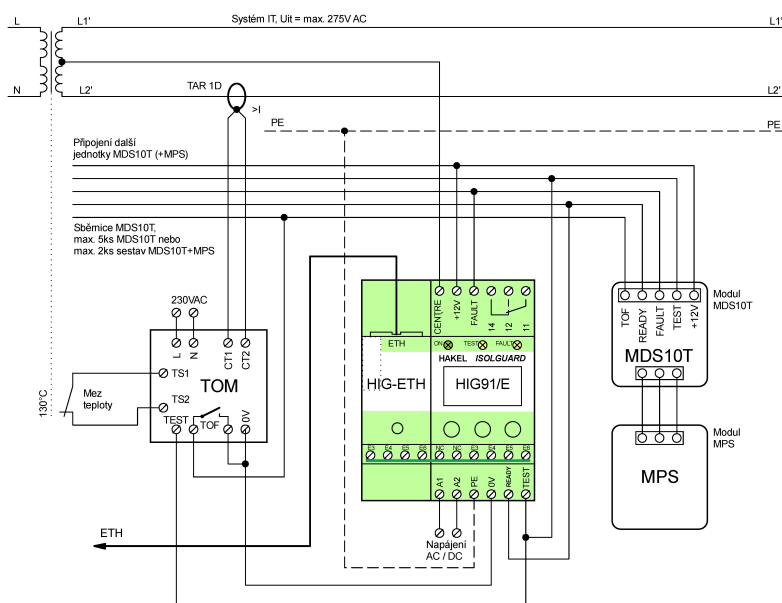 L
L1'
Systém IT, Uit = max. 275V AC
L1'
TAR 1D
N
L2'
L2'
>I
PE
PE
Připojení další
jednotky MDS10T (+MPS)
Sběrnice MDS10T,
max. 5ks MDS10T nebo
max. 2ks sestav MDS10T+MPS
230VAC
L
N
CT1
CT2
TS1
TOM
TS2
TEST
TOF
0V
130°C
Mez
teploty
CENTRE
+12V
FAULT
14
12
11
ETH
ON
TEST
FAULT
HAKEL ISOLGUARD
HIG-ETH
HIG91/E
A1
A2
PE
0V
READY
TEST
Napájení
AC / DC
ETH
TOF
READY
FAULT
TEST
+12V
Modul
MDS10T
MDS10T
Modul
MPS
MPS